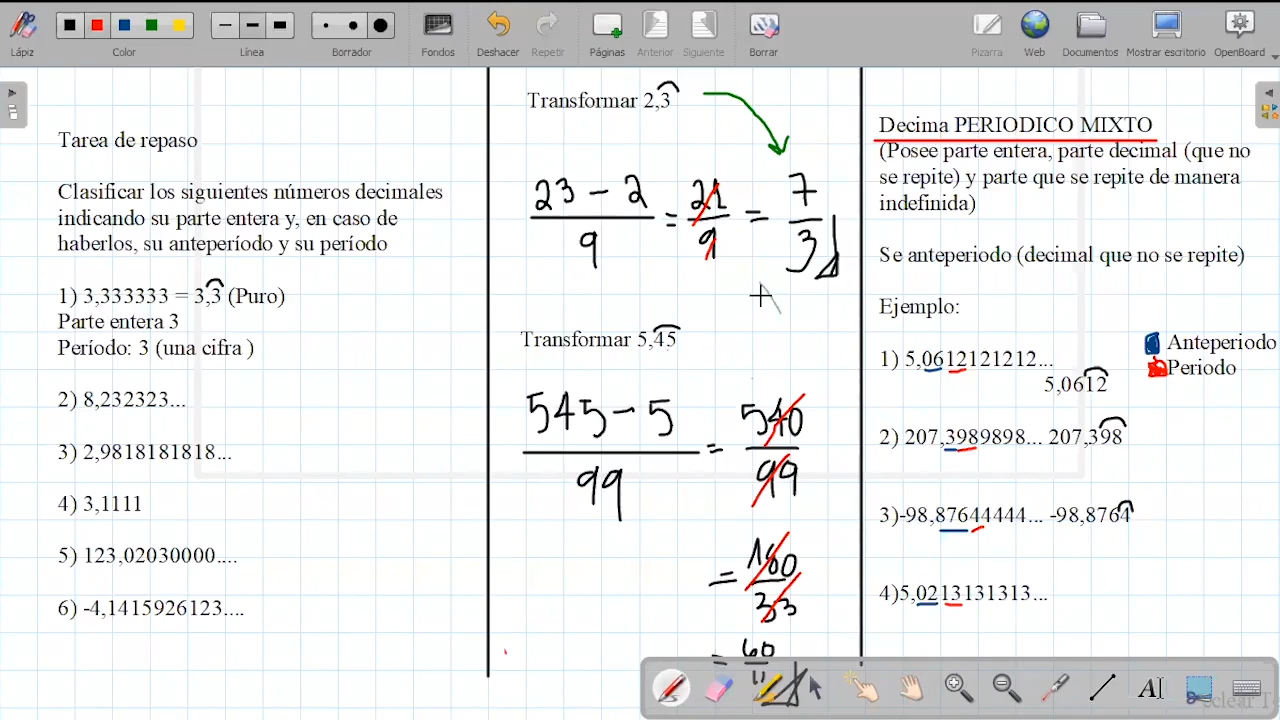 Lápiz
Color
Línea
Borrador
Fondos
Deshacer
Repetir
Páginas
Anterior
Siguiente
Borrar
Pizarra
Web
Documentos
Mostrar escritorio
OpenBoard
Tarea de repaso
Clasificar los siguientes números decimales
indicando su parte entera y, en caso de
haberlos, su anteperíodo y su período
1) 3,333333 = 3,3 (Puro)
Parte entera 3
Período: 3 (una cifra )
2) 8,232323...
3) 2,9818181818...
4) 3,1111
5) 123,02030000....
6) -4,1415926123....
Transformar 2,3
23 - 2 / 9 = 21 / 9 = 7 / 3
Transformar 5,45
545 - 5 / 99 = 540 / 99
= 180 / 33
= 60 / 11
Decima PERIODICO MIXTO
(Posee parte entera, parte decimal (que no
se repite) y parte que se repite de manera
indefinida)
Se anteperiodo (decimal que no se repite)
Ejemplo:
Anteperiodo
Periodo
1) 5,0612121212...
5,0612
2) 207,3989898... 207,398
3)-98,87644444... -98,8764
4)5,0213131313...